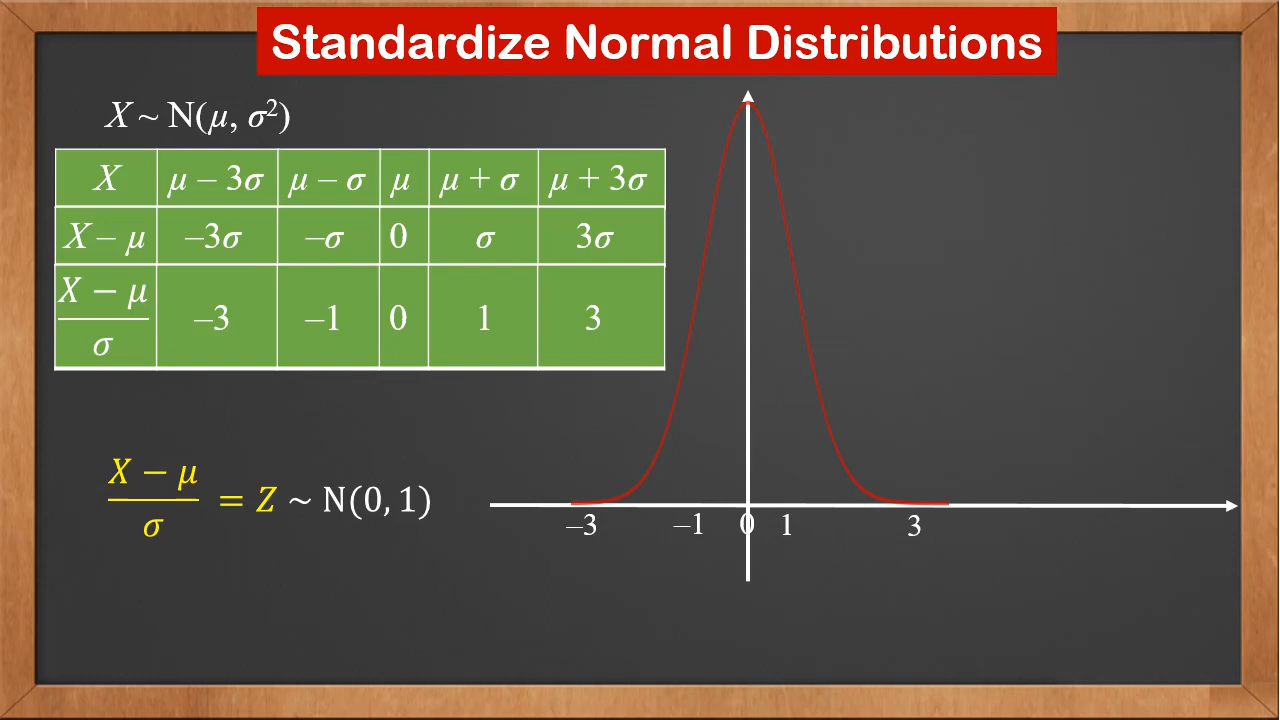 Standardize Normal Distributions
X ~ N(μ, σ²)
X μ – 3σ μ – σ μ μ + σ μ + 3σ
X – μ –3σ –σ 0 σ 3σ
X − μ
σ
–3 –1 0 1 3
X − μ
σ
= Z ~ N(0, 1)
–3 –1 0 1 3